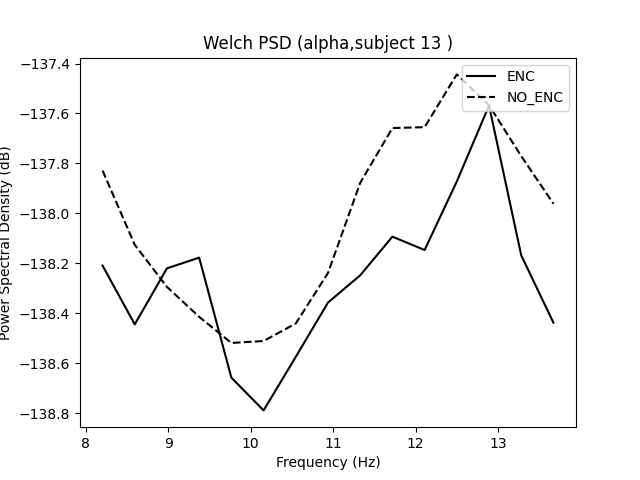 Welch PSD (alpha,subject 13 )
ENC
NO_ENC
−137.4
−137.6
−137.8
−138.0
−138.2
−138.4
−138.6
−138.8
Power Spectral Density (dB)
8 9 10 11 12 13
Frequency (Hz)